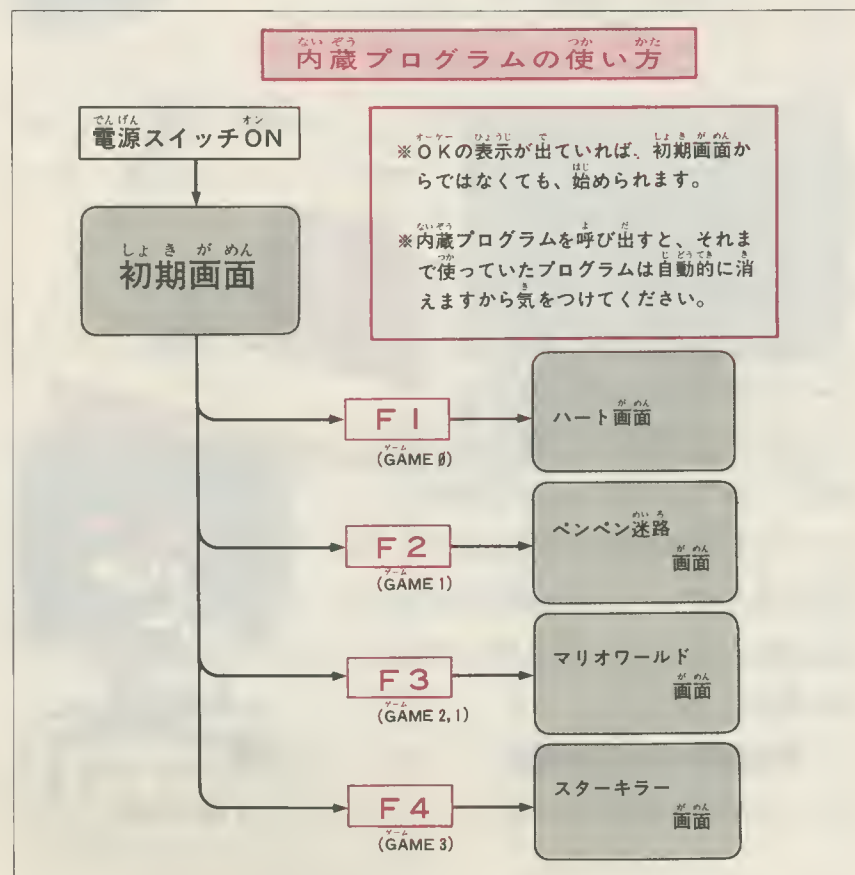 内蔵プログラムの使い方
電源スイッチON
初期画面
※OKの表示が出ていれば、初期画面か
らではなくても、始められます。
※内蔵プログラムを呼び出すと、それま
で使っていたプログラムは自動的に消
えますから気をつけてください。
F1
(GAME 0)
ハート画面
F2
(GAME 1)
ペンペン迷路
画面
F3
(GAME 2,1)
マリオワールド
画面
F4
(GAME 3)
スターキラー
画面